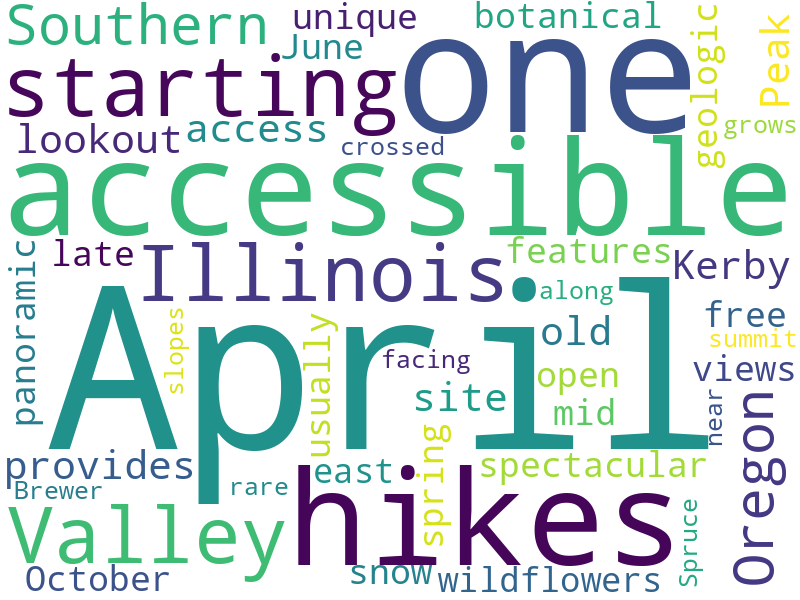 Southern
unique
botanical
June
starting
one
geologic
Peak
lookout
access
crossed
grows
accessible
panoramic
late
Illinois
features
Kerby
along
April
slopes
usually
facing
old
free
summit
views
open
site
mid
near
Oregon
provides
Brewer
rare
east
spring
spectacular
hikes
Valley
Spruce
October
snow
wildflowers